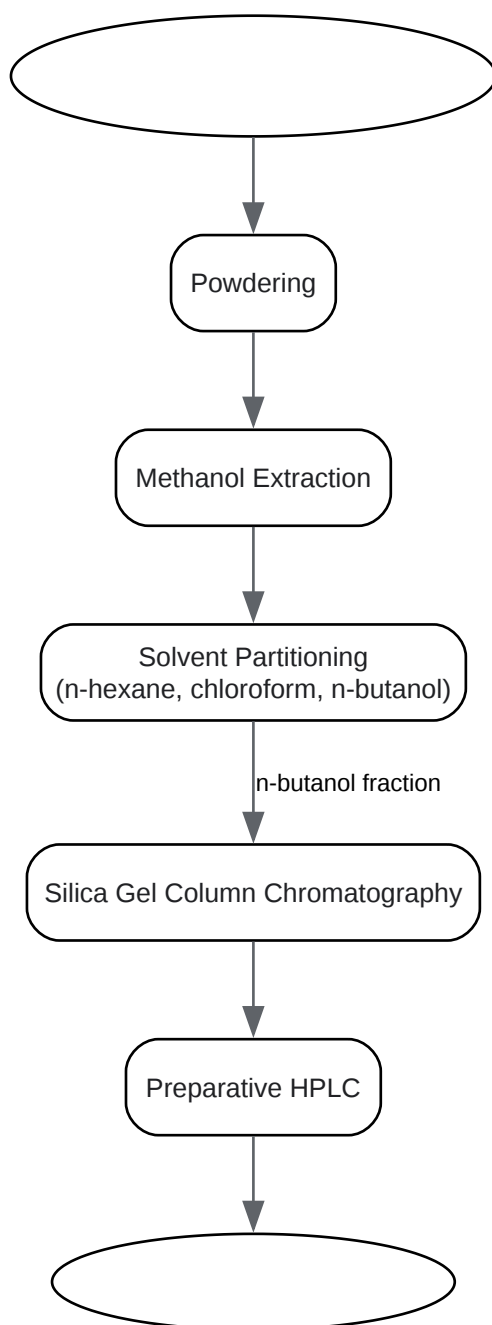 Powdering
Methanol Extraction
Solvent Partitioning
(n-hexane, chloroform, n-butanol)
n-butanol fraction
Silica Gel Column Chromatography
Preparative HPLC